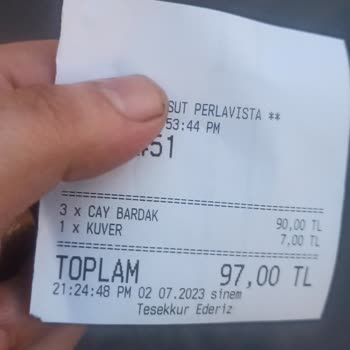 SUT PERLAVISTA **
53:44 PM
451
3 x CAY BARDAK 90,00 TL
1 x KUVER 7,00 TL
TOPLAM 97,00 TL
21:24:48 PM 02 07.2023 sinem
Tesekkur Ederiz